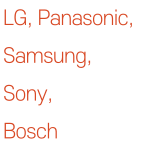 LG, Panasonic,
Samsung,
Sony,
Bosch